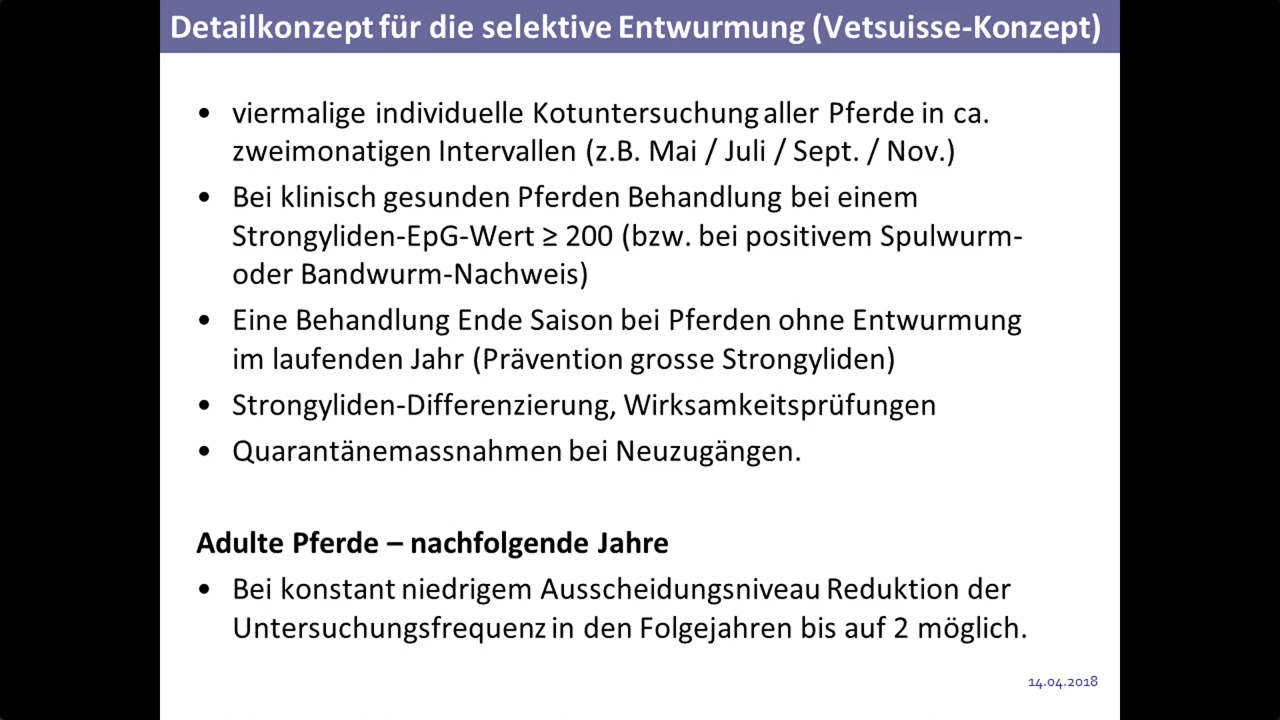 Detailkonzept für die selektive Entwurmung (Vetsuisse-Konzept)
• viermalige individuelle Kotuntersuchung aller Pferde in ca.
zweimonatigen Intervallen (z.B. Mai / Juli / Sept. / Nov.)
• Bei klinisch gesunden Pferden Behandlung bei einem
Strongyliden-EpG-Wert ≥ 200 (bzw. bei positivem Spulwurm-
oder Bandwurm-Nachweis)
• Eine Behandlung Ende Saison bei Pferden ohne Entwurmung
im laufenden Jahr (Prävention grosse Strongyliden)
• Strongyliden-Differenzierung, Wirksamkeitsprüfungen
• Quarantänemassnahmen bei Neuzugängen.
Adulte Pferde – nachfolgende Jahre
• Bei konstant niedrigem Ausscheidungsniveau Reduktion der
Untersuchungsfrequenz in den Folgejahren bis auf 2 möglich.
14.04.2018